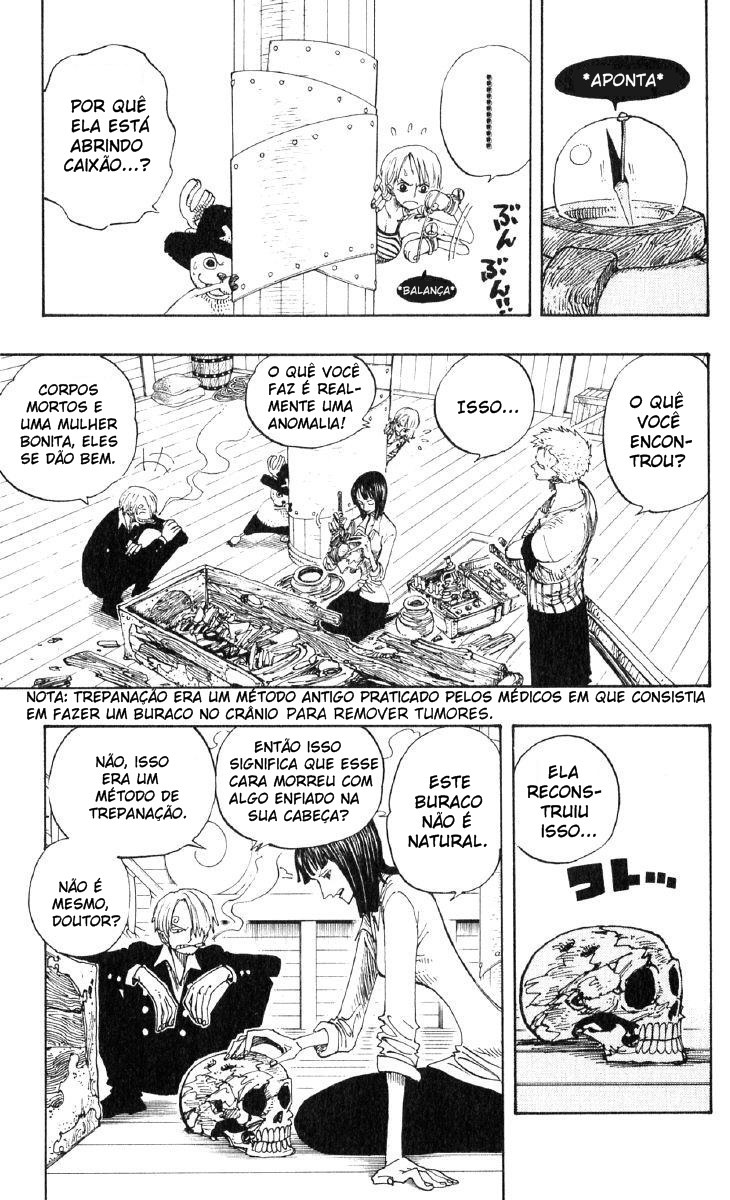 *APONTA*
..........
ぶん
ぶん!!
*BALANÇA*
POR QUÊ
ELA ESTÁ
ABRINDO
CAIXÃO...?
O QUÊ
VOCÊ
ENCON-
TROU?
ISSO...
O QUÊ VOCÊ
FAZ É REAL-
MENTE UMA
ANOMALIA!
CORPOS
MORTOS E
UMA MULHER
BONITA, ELES
SE DÃO BEM.
NOTA: TREPANAÇÃO ERA UM MÉTODO ANTIGO PRATICADO PELOS MÉDICOS EM QUE CONSISTIA
EM FAZER UM BURACO NO CRÂNIO PARA REMOVER TUMORES.
ELA
RECONS-
TRUIU
ISSO...
コト...
ESTE
BURACO
NÃO É
NATURAL.
ENTÃO ISSO
SIGNIFICA QUE ESSE
CARA MORREU COM
ALGO ENFIADO NA
SUA CABEÇA?
NÃO, ISSO
ERA UM
MÉTODO DE
TREPANAÇÃO.
NÃO É
MESMO,
DOUTOR?